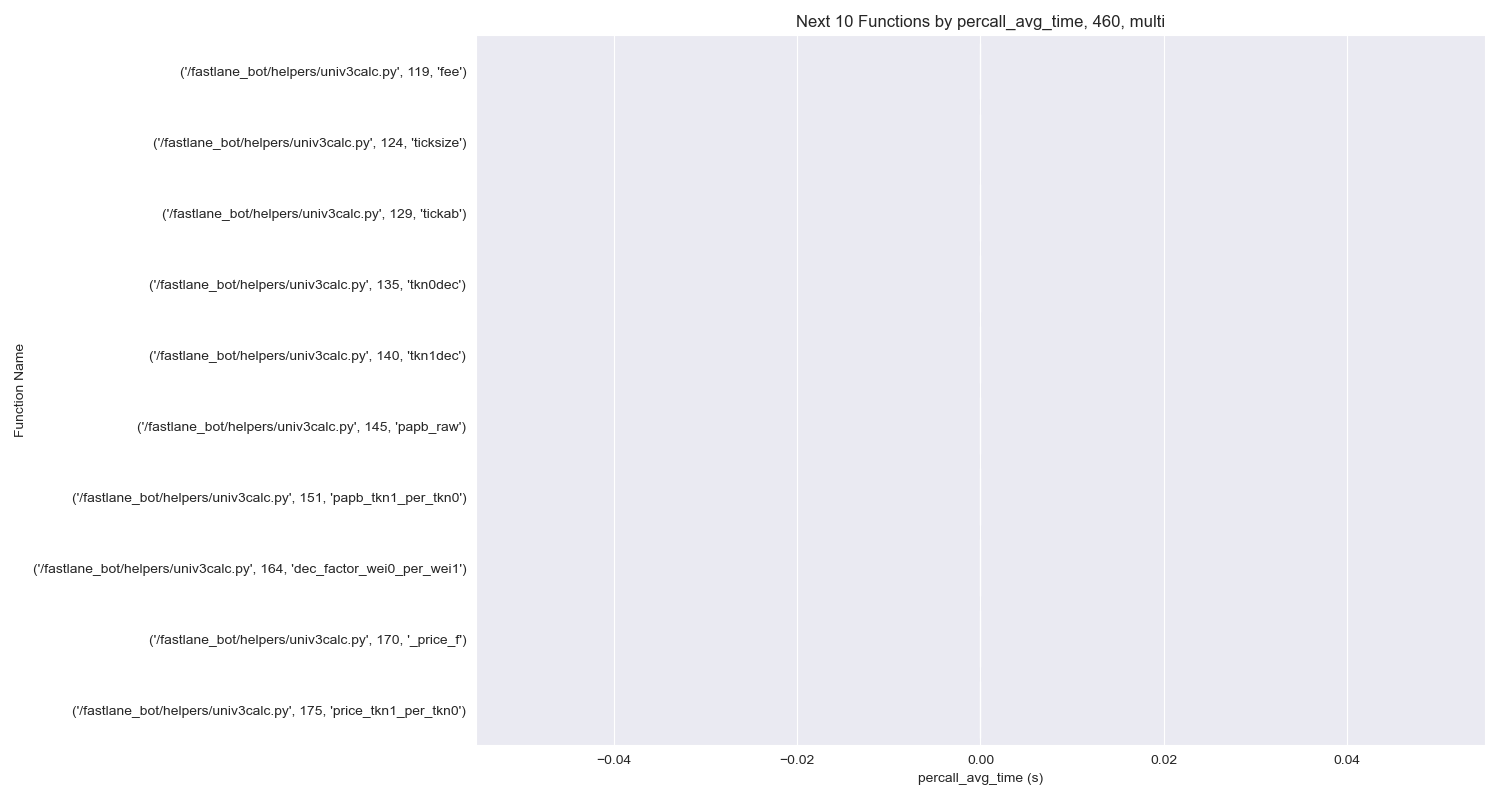 Next 10 Functions by percall_avg_time, 460, multi
('/fastlane_bot/helpers/univ3calc.py', 119, 'fee')
('/fastlane_bot/helpers/univ3calc.py', 124, 'ticksize')
('/fastlane_bot/helpers/univ3calc.py', 129, 'tickab')
('/fastlane_bot/helpers/univ3calc.py', 135, 'tkn0dec')
('/fastlane_bot/helpers/univ3calc.py', 140, 'tkn1dec')
('/fastlane_bot/helpers/univ3calc.py', 145, 'papb_raw')
('/fastlane_bot/helpers/univ3calc.py', 151, 'papb_tkn1_per_tkn0')
('/fastlane_bot/helpers/univ3calc.py', 164, 'dec_factor_wei0_per_wei1')
('/fastlane_bot/helpers/univ3calc.py', 170, '_price_f')
('/fastlane_bot/helpers/univ3calc.py', 175, 'price_tkn1_per_tkn0')
Function Name
−0.04 −0.02 0.00 0.02 0.04
percall_avg_time (s)